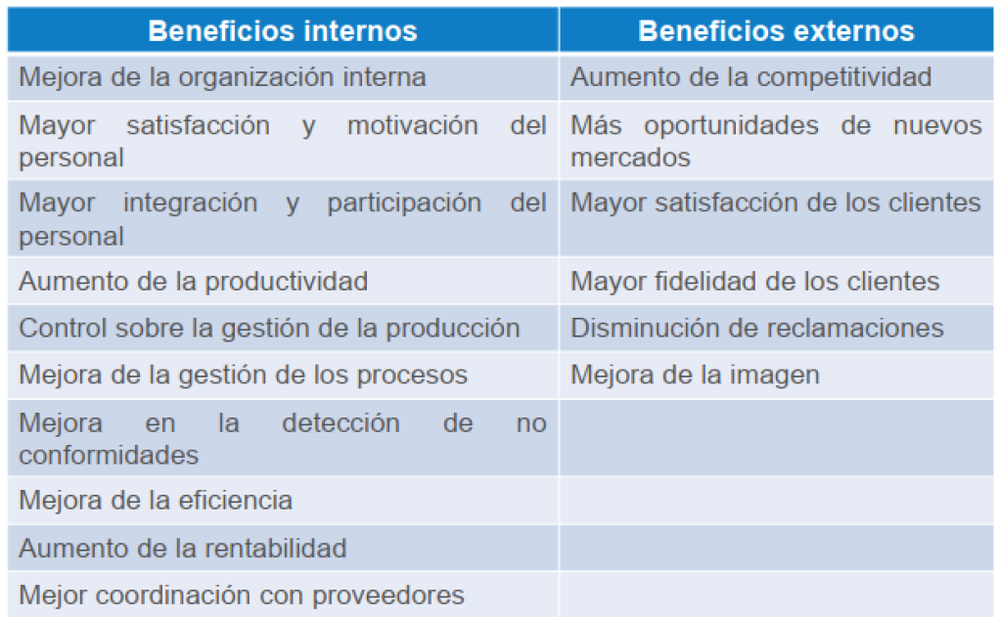 Beneficios internos
Beneficios externos
Mejora de la organización interna
Aumento de la competitividad
Mayor satisfacción y motivación del
personal
Más oportunidades de nuevos
mercados
Mayor integración y participación del
personal
Mayor satisfacción de los clientes
Aumento de la productividad
Mayor fidelidad de los clientes
Control sobre la gestión de la producción
Disminución de reclamaciones
Mejora de la gestión de los procesos
Mejora de la imagen
Mejora en la detección de no
conformidades
Mejora de la eficiencia
Aumento de la rentabilidad
Mejor coordinación con proveedores